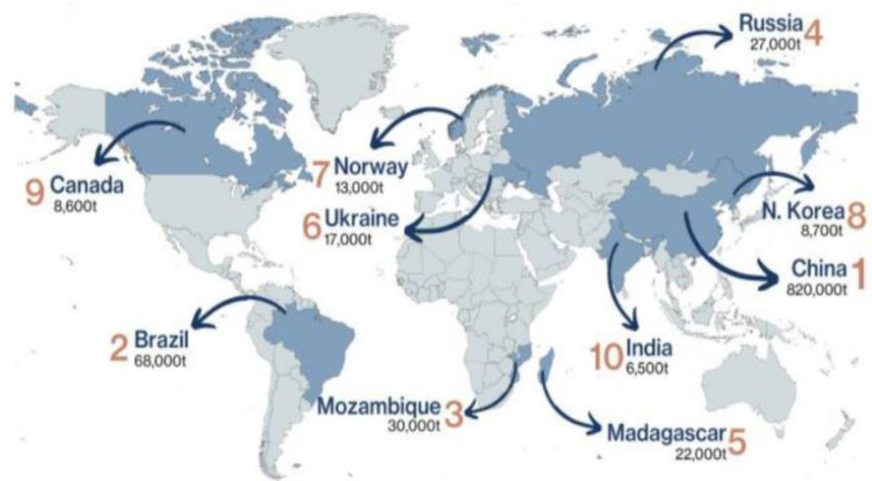 Russia 4
27,000t
7 Norway
13,000t
9 Canada
8,600t
6 Ukraine
17,000t
N. Korea 8
8,700t
China 1
820,000t
2 Brazil
68,000t
10 India
6,500t
Mozambique 3
30,000t
Madagascar 5
22,000t